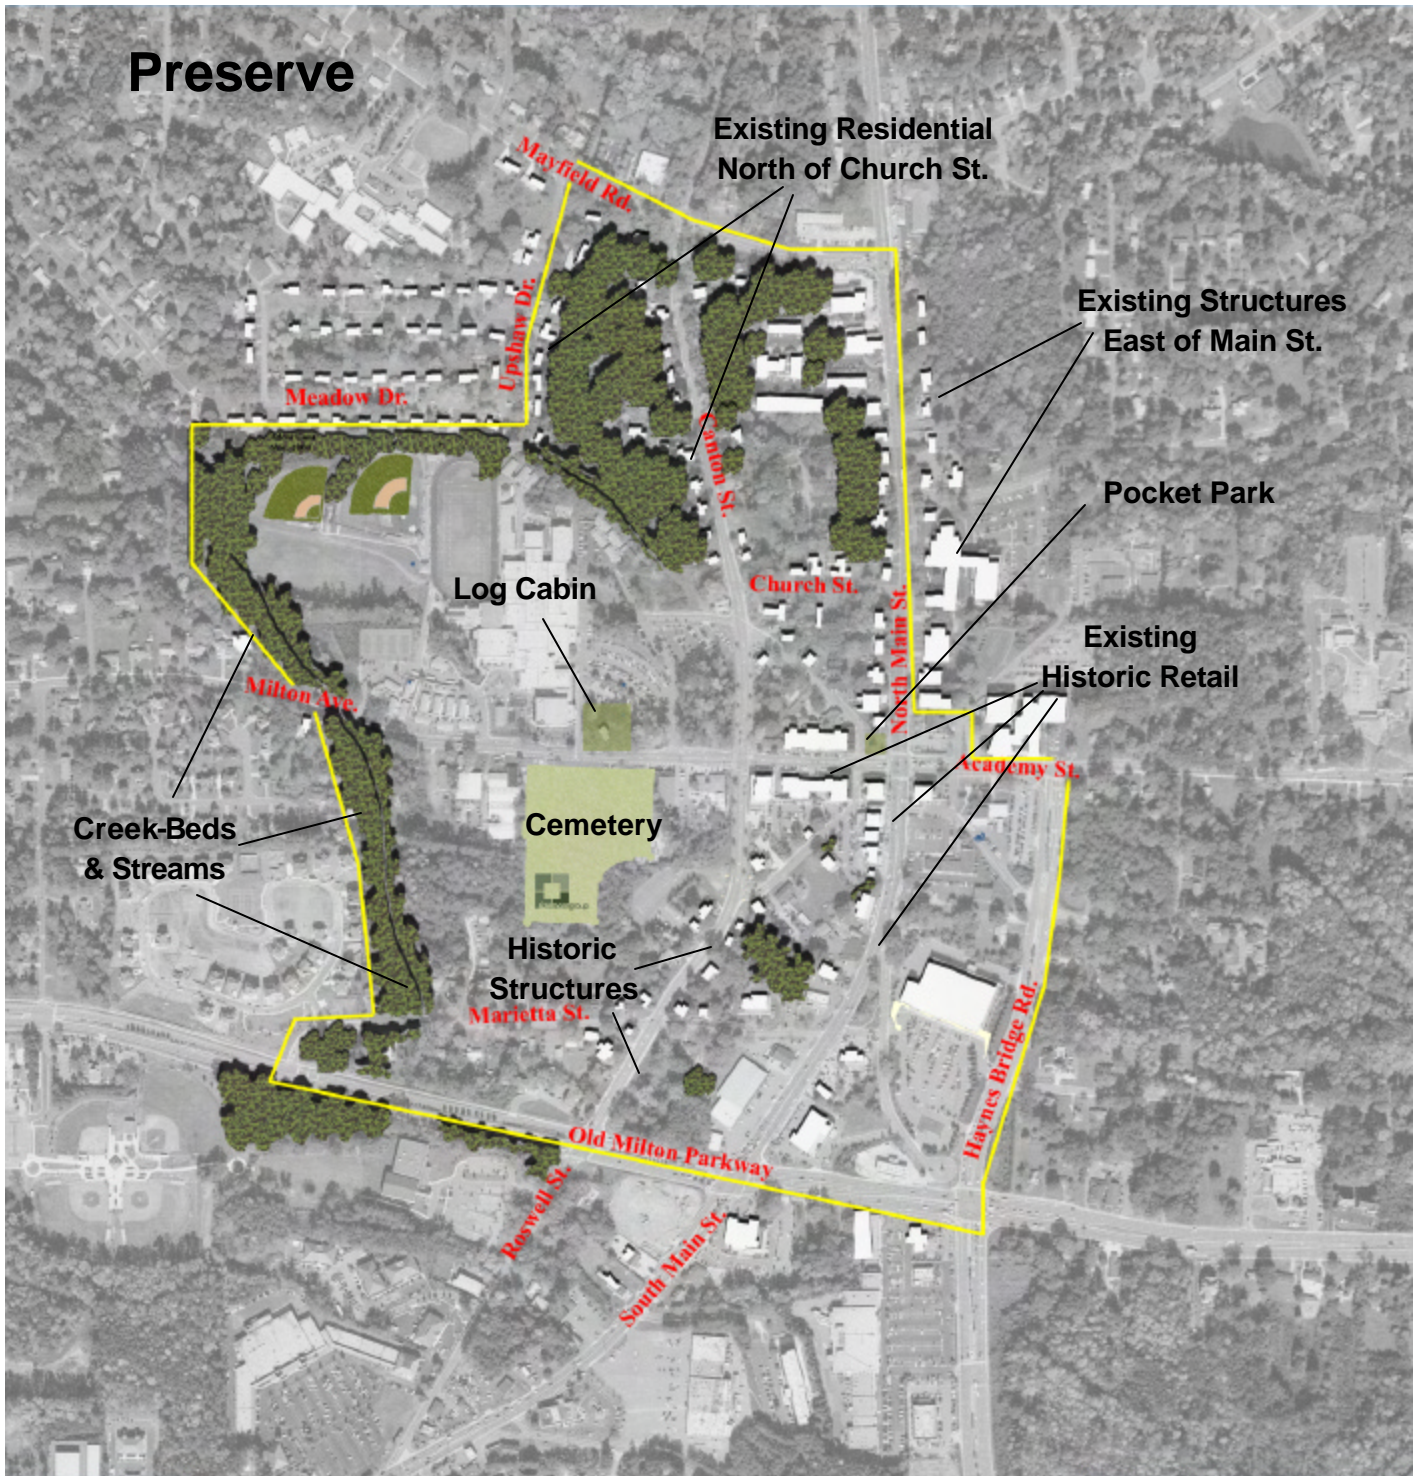 Preserve
Existing Residential
North of Church St.
Mayfield Rd.
Existing Structures
East of Main St.
Upshaw Dr.
Meadow Dr.
Canton St.
Pocket Park
Log Cabin
Church St.
North Main St.
Existing
Historic Retail
Milton Ave.
Academy St.
Creek-Beds
& Streams
Cemetery
Historic
Structures
Marietta St.
Haynes Bridge Rd.
Old Milton Parkway
Roswell St.
South Main St.